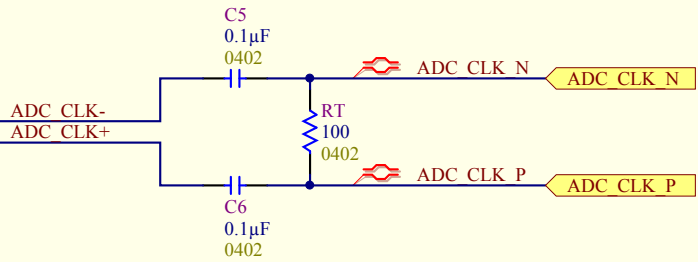 C5
0.1µF
0402
ADC_CLK_N
ADC_CLK_N
ADC_CLK-
ADC_CLK+
RT
100
0402
ADC_CLK_P
ADC_CLK_P
C6
0.1µF
0402